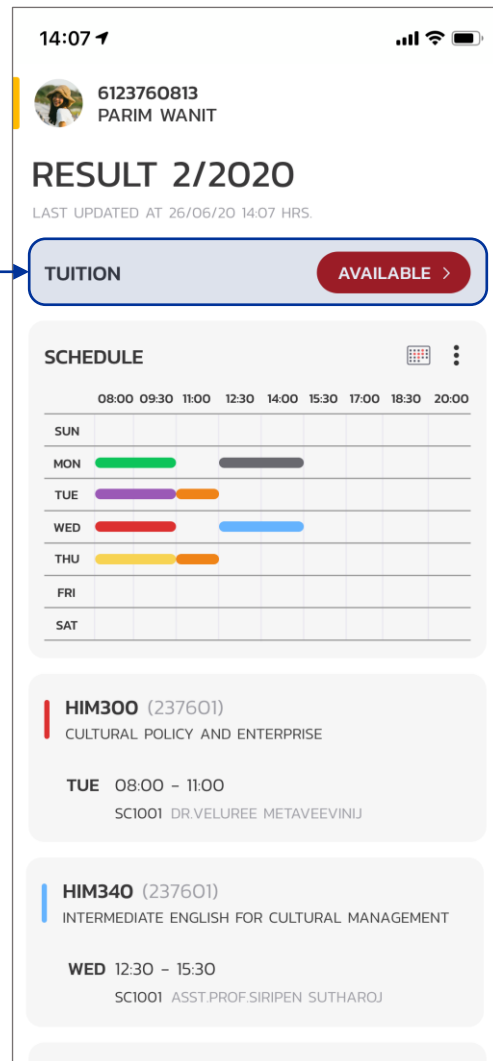 14:07
6123760813
PARIM WANIT
RESULT 2/2020
LAST UPDATED AT 26/06/20 14:07 HRS.
TUITION AVAILABLE >
SCHEDULE
08:00 09:30 11:00 12:30 14:00 15:30 17:00 18:30 20:00
SUN
MON
TUE
WED
THU
FRI
SAT
HIM300 (237601)
CULTURAL POLICY AND ENTERPRISE
TUE 08:00 - 11:00
SC1001 DR.VELUREE METAVEEVINIJ
HIM340 (237601)
INTERMEDIATE ENGLISH FOR CULTURAL MANAGEMENT
WED 12:30 - 15:30
SC1001 ASST.PROF.SIRIPEN SUTHAROJ